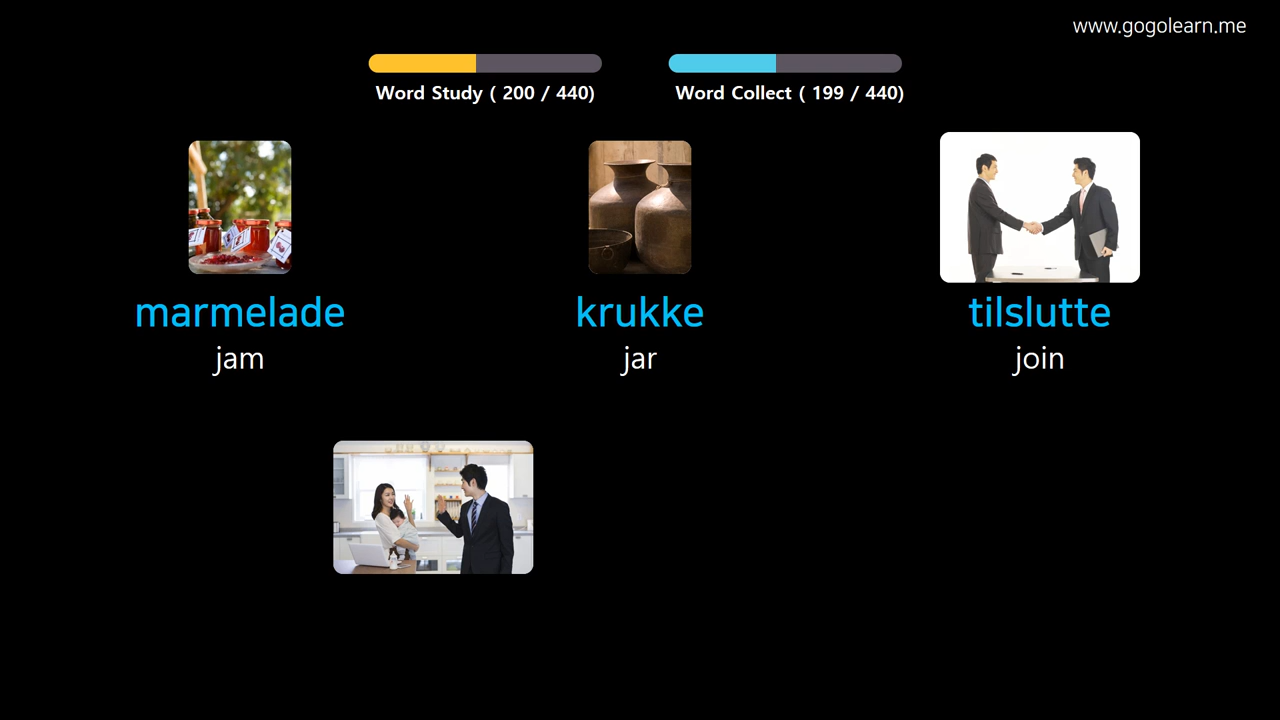 www.gogolearn.me
Word Study ( 200 / 440)
Word Collect ( 199 / 440)
marmelade
jam
krukke
jar
tilslutte
join